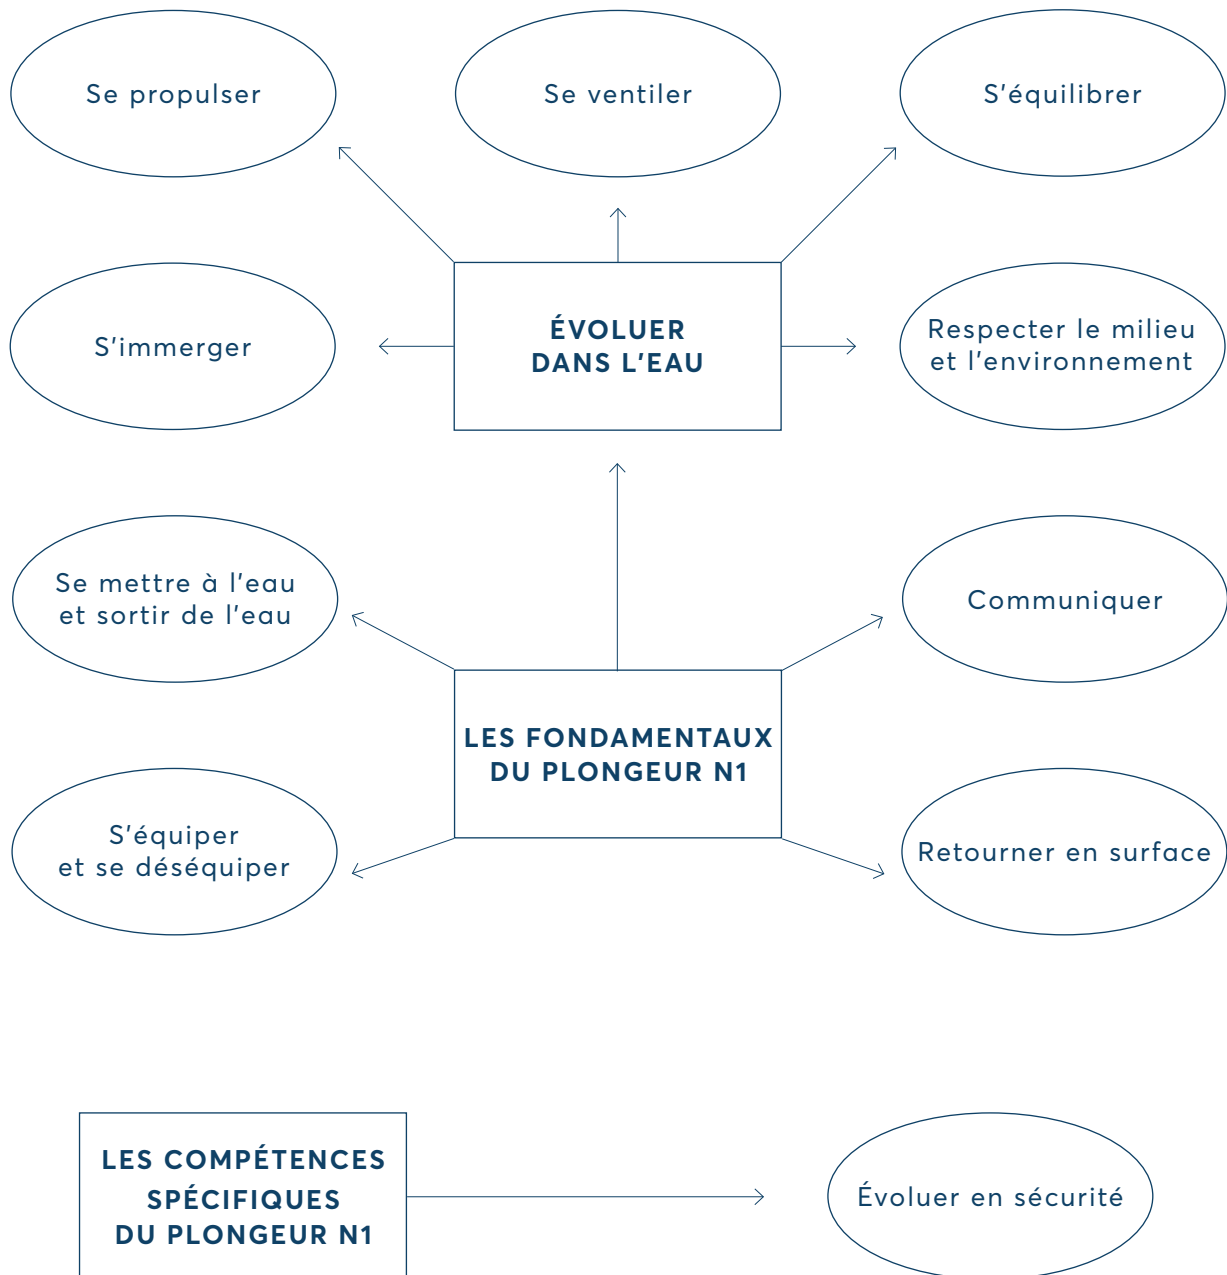 Se propulser
Se ventiler
S'équilibrer
S'immerger
ÉVOLUER
DANS L'EAU
Respecter le milieu
et l'environnement
Se mettre à l'eau
et sortir de l'eau
Communiquer
LES FONDAMENTAUX
DU PLONGEUR N1
S'équiper
et se déséquiper
Retourner en surface
LES COMPÉTENCES
SPÉCIFIQUES
DU PLONGEUR N1
Évoluer en sécurité